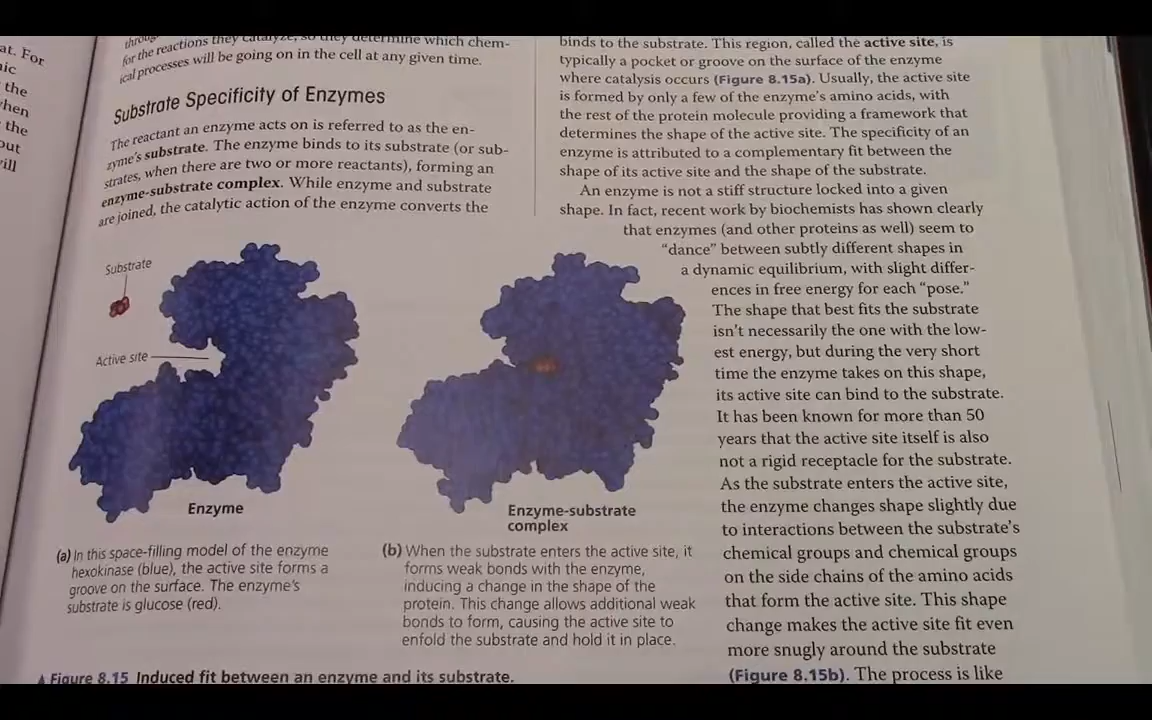 at. For
the
when
the
through
for the reactions they catalyze, so they determine which chem-
ical processes will be going on in the cell at any given time.
Substrate Specificity of Enzymes
The reactant an enzyme acts on is referred to as the en-
zyme's substrate. The enzyme binds to its substrate (or sub-
strates, when there are two or more reactants), forming an
enzyme-substrate complex. While enzyme and substrate
are joined, the catalytic action of the enzyme converts the
binds to the substrate. This region, called the active site, is
typically a pocket or groove on the surface of the enzyme
where catalysis occurs (Figure 8.15a). Usually, the active site
is formed by only a few of the enzyme's amino acids, with
the rest of the protein molecule providing a framework that
determines the shape of the active site. The specificity of an
enzyme is attributed to a complementary fit between the
shape of its active site and the shape of the substrate.
An enzyme is not a stiff structure locked into a given
shape. In fact, recent work by biochemists has shown clearly
that enzymes (and other proteins as well) seem to
"dance" between subtly different shapes in
a dynamic equilibrium, with slight differ-
ences in free energy for each "pose."
The shape that best fits the substrate
isn't necessarily the one with the low-
est energy, but during the very short
time the enzyme takes on this shape,
its active site can bind to the substrate.
It has been known for more than 50
years that the active site itself is also
not a rigid receptacle for the substrate.
As the substrate enters the active site,
the enzyme changes shape slightly due
to interactions between the substrate's
chemical groups and chemical groups
on the side chains of the amino acids
that form the active site. This shape
change makes the active site fit even
more snugly around the substrate
(Figure 8.15b). The process is like
Substrate
Active site
Enzyme
Enzyme-substrate
complex
(a) In this space-filling model of the enzyme
hexokinase (blue), the active site forms a
groove on the surface. The enzyme's
substrate is glucose (red).
(b) When the substrate enters the active site, it
forms weak bonds with the enzyme,
inducing a change in the shape of the
protein. This change allows additional weak
bonds to form, causing the active site to
enfold the substrate and hold it in place.
▲ Figure 8.15 Induced fit between an enzyme and its substrate.